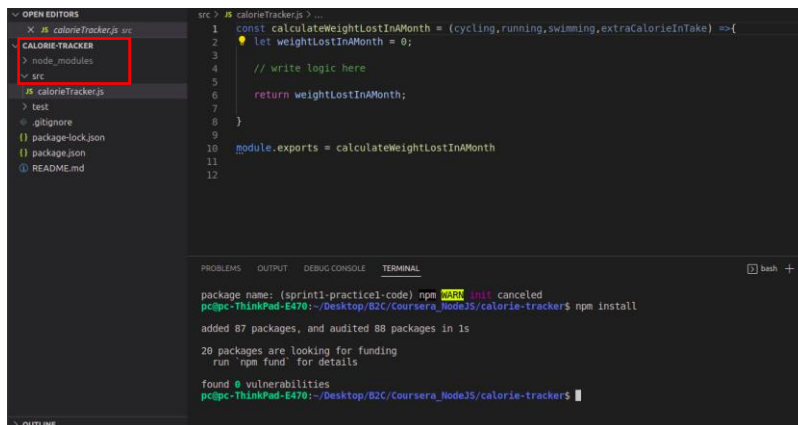 OPEN EDITORS
JS calorieTracker.js src
CALORIE-TRACKER
node_modules
src
JS calorieTracker.js
test
.gitignore
{} package-lock.json
{} package.json
README.md
OUTLINE
src > JS calorieTracker.js > ...
1 const calculateWeightLostInAMonth = (cycling,running,swimming,extraCalorieInTake) =>{
2 let weightLostInAMonth = 0;
3
4 // write logic here
5
6 return weightLostInAMonth;
7
8 }
9
10 module.exports = calculateWeightLostInAMonth
11
12
PROBLEMS OUTPUT DEBUG CONSOLE TERMINAL
bash
package name: (sprint1-practice1-code) npm WARN init canceled
pc@pc-ThinkPad-E470:~/Desktop/B2C/Coursera_NodeJS/calorie-tracker$ npm install
added 87 packages, and audited 88 packages in 1s
20 packages are looking for funding
run `npm fund` for details
found 0 vulnerabilities
pc@pc-ThinkPad-E470:~/Desktop/B2C/Coursera_NodeJS/calorie-tracker$